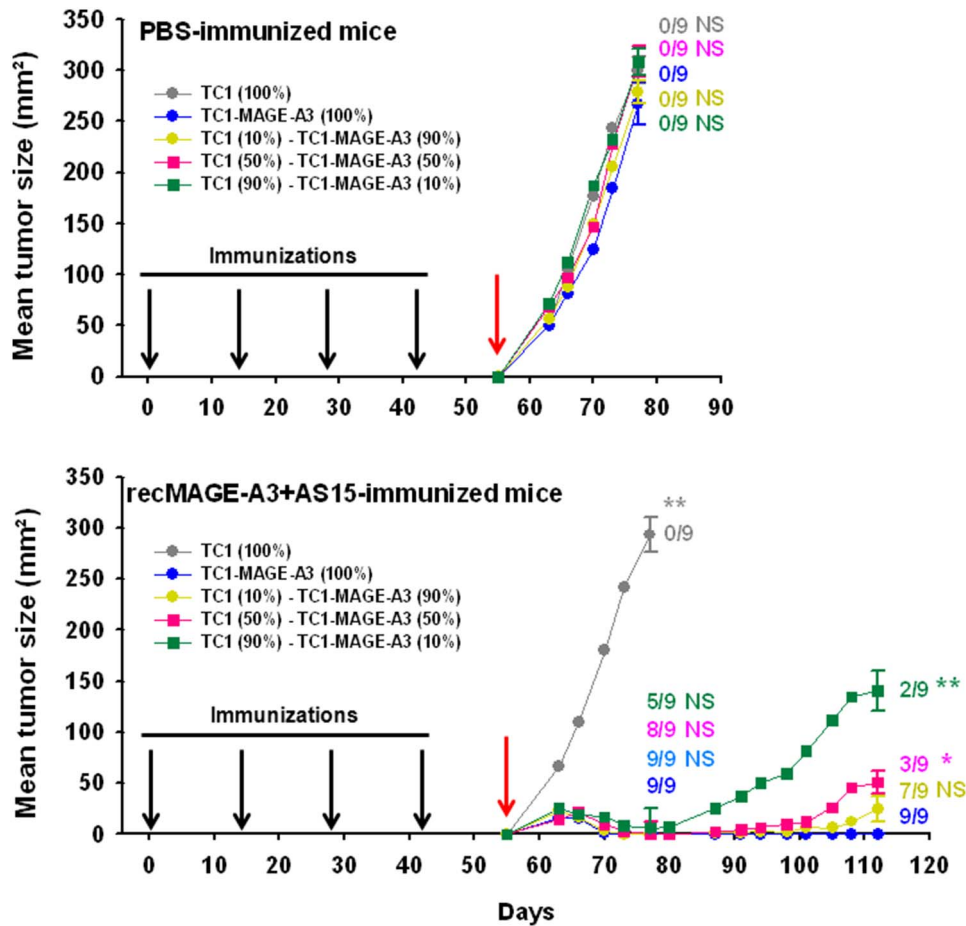 PBS-immunized mice
Mean tumor size (mm²)
350
300
250
200
150
100
50
0
TC1 (100%)
TC1-MAGE-A3 (100%)
TC1 (10%) - TC1-MAGE-A3 (90%)
TC1 (50%) - TC1-MAGE-A3 (50%)
TC1 (90%) - TC1-MAGE-A3 (10%)
Immunizations
0/9 NS
0/9 NS
0/9
0/9 NS
0/9 NS
0 10 20 30 40 50 60 70 80 90
recMAGE-A3+AS15-immunized mice
Mean tumor size (mm²)
350
300
250
200
150
100
50
0
TC1 (100%)
TC1-MAGE-A3 (100%)
TC1 (10%) - TC1-MAGE-A3 (90%)
TC1 (50%) - TC1-MAGE-A3 (50%)
TC1 (90%) - TC1-MAGE-A3 (10%)
Immunizations
**
0/9
5/9 NS
8/9 NS
9/9 NS
9/9
2/9 **
3/9 *
7/9 NS
9/9
0 10 20 30 40 50 60 70 80 90 100 110 120
Days